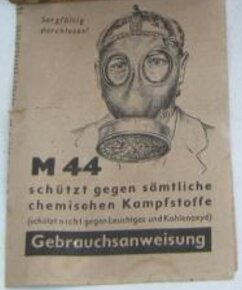 Sorgfältig
durchlesen!
M 44
schützt gegen sämtliche
chemischen Kampfstoffe
(schützt nicht gegen Leuchtgas und Kohlenoxyd)
Gebrauchsanweisung